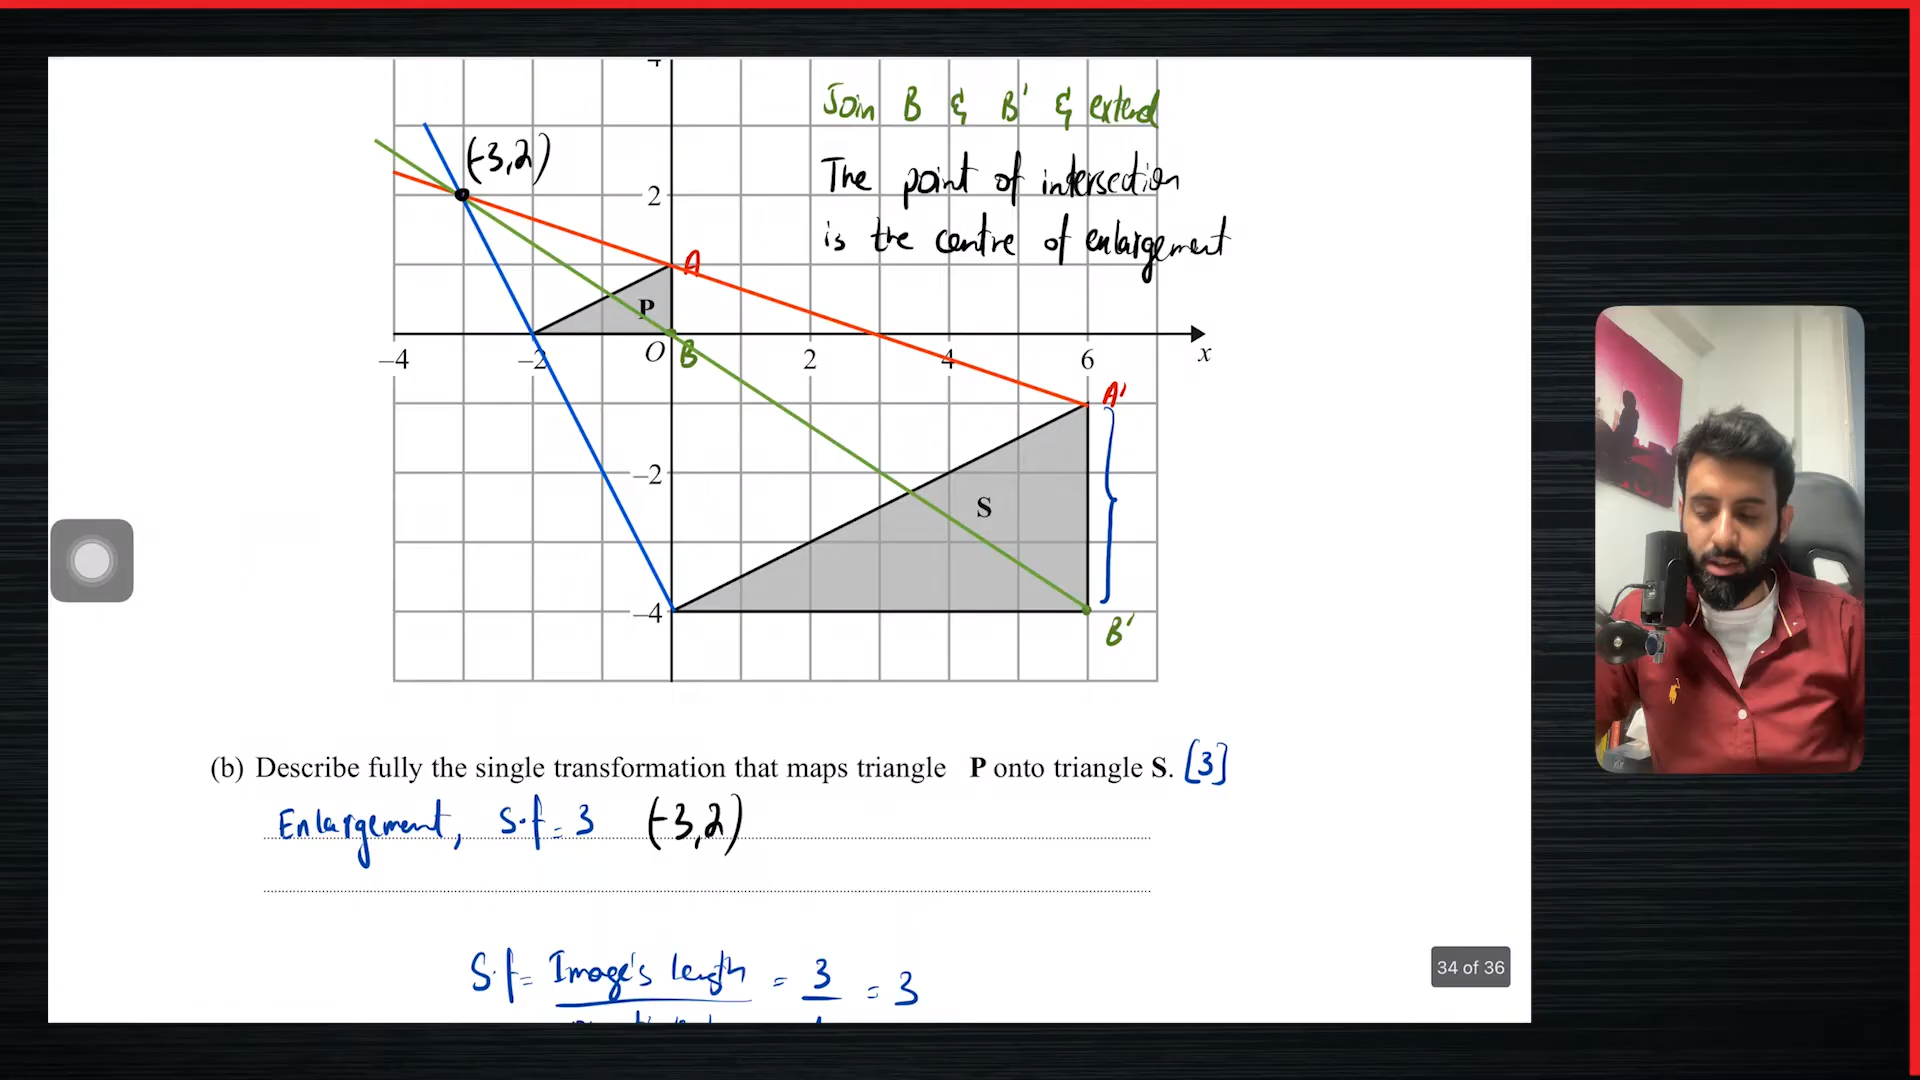 4
Join B & B' & extend
(-3,2)
The point of intersection
2
is the centre of enlargement
A
P
-4 -2 O B 2 4 6 x
A'
-2
S
-4
B'
(b) Describe fully the single transformation that maps triangle P onto triangle S. [3]
Enlargement, s.f = 3 (-3,2)
S.f = Image's length = 3 = 3
34 of 36